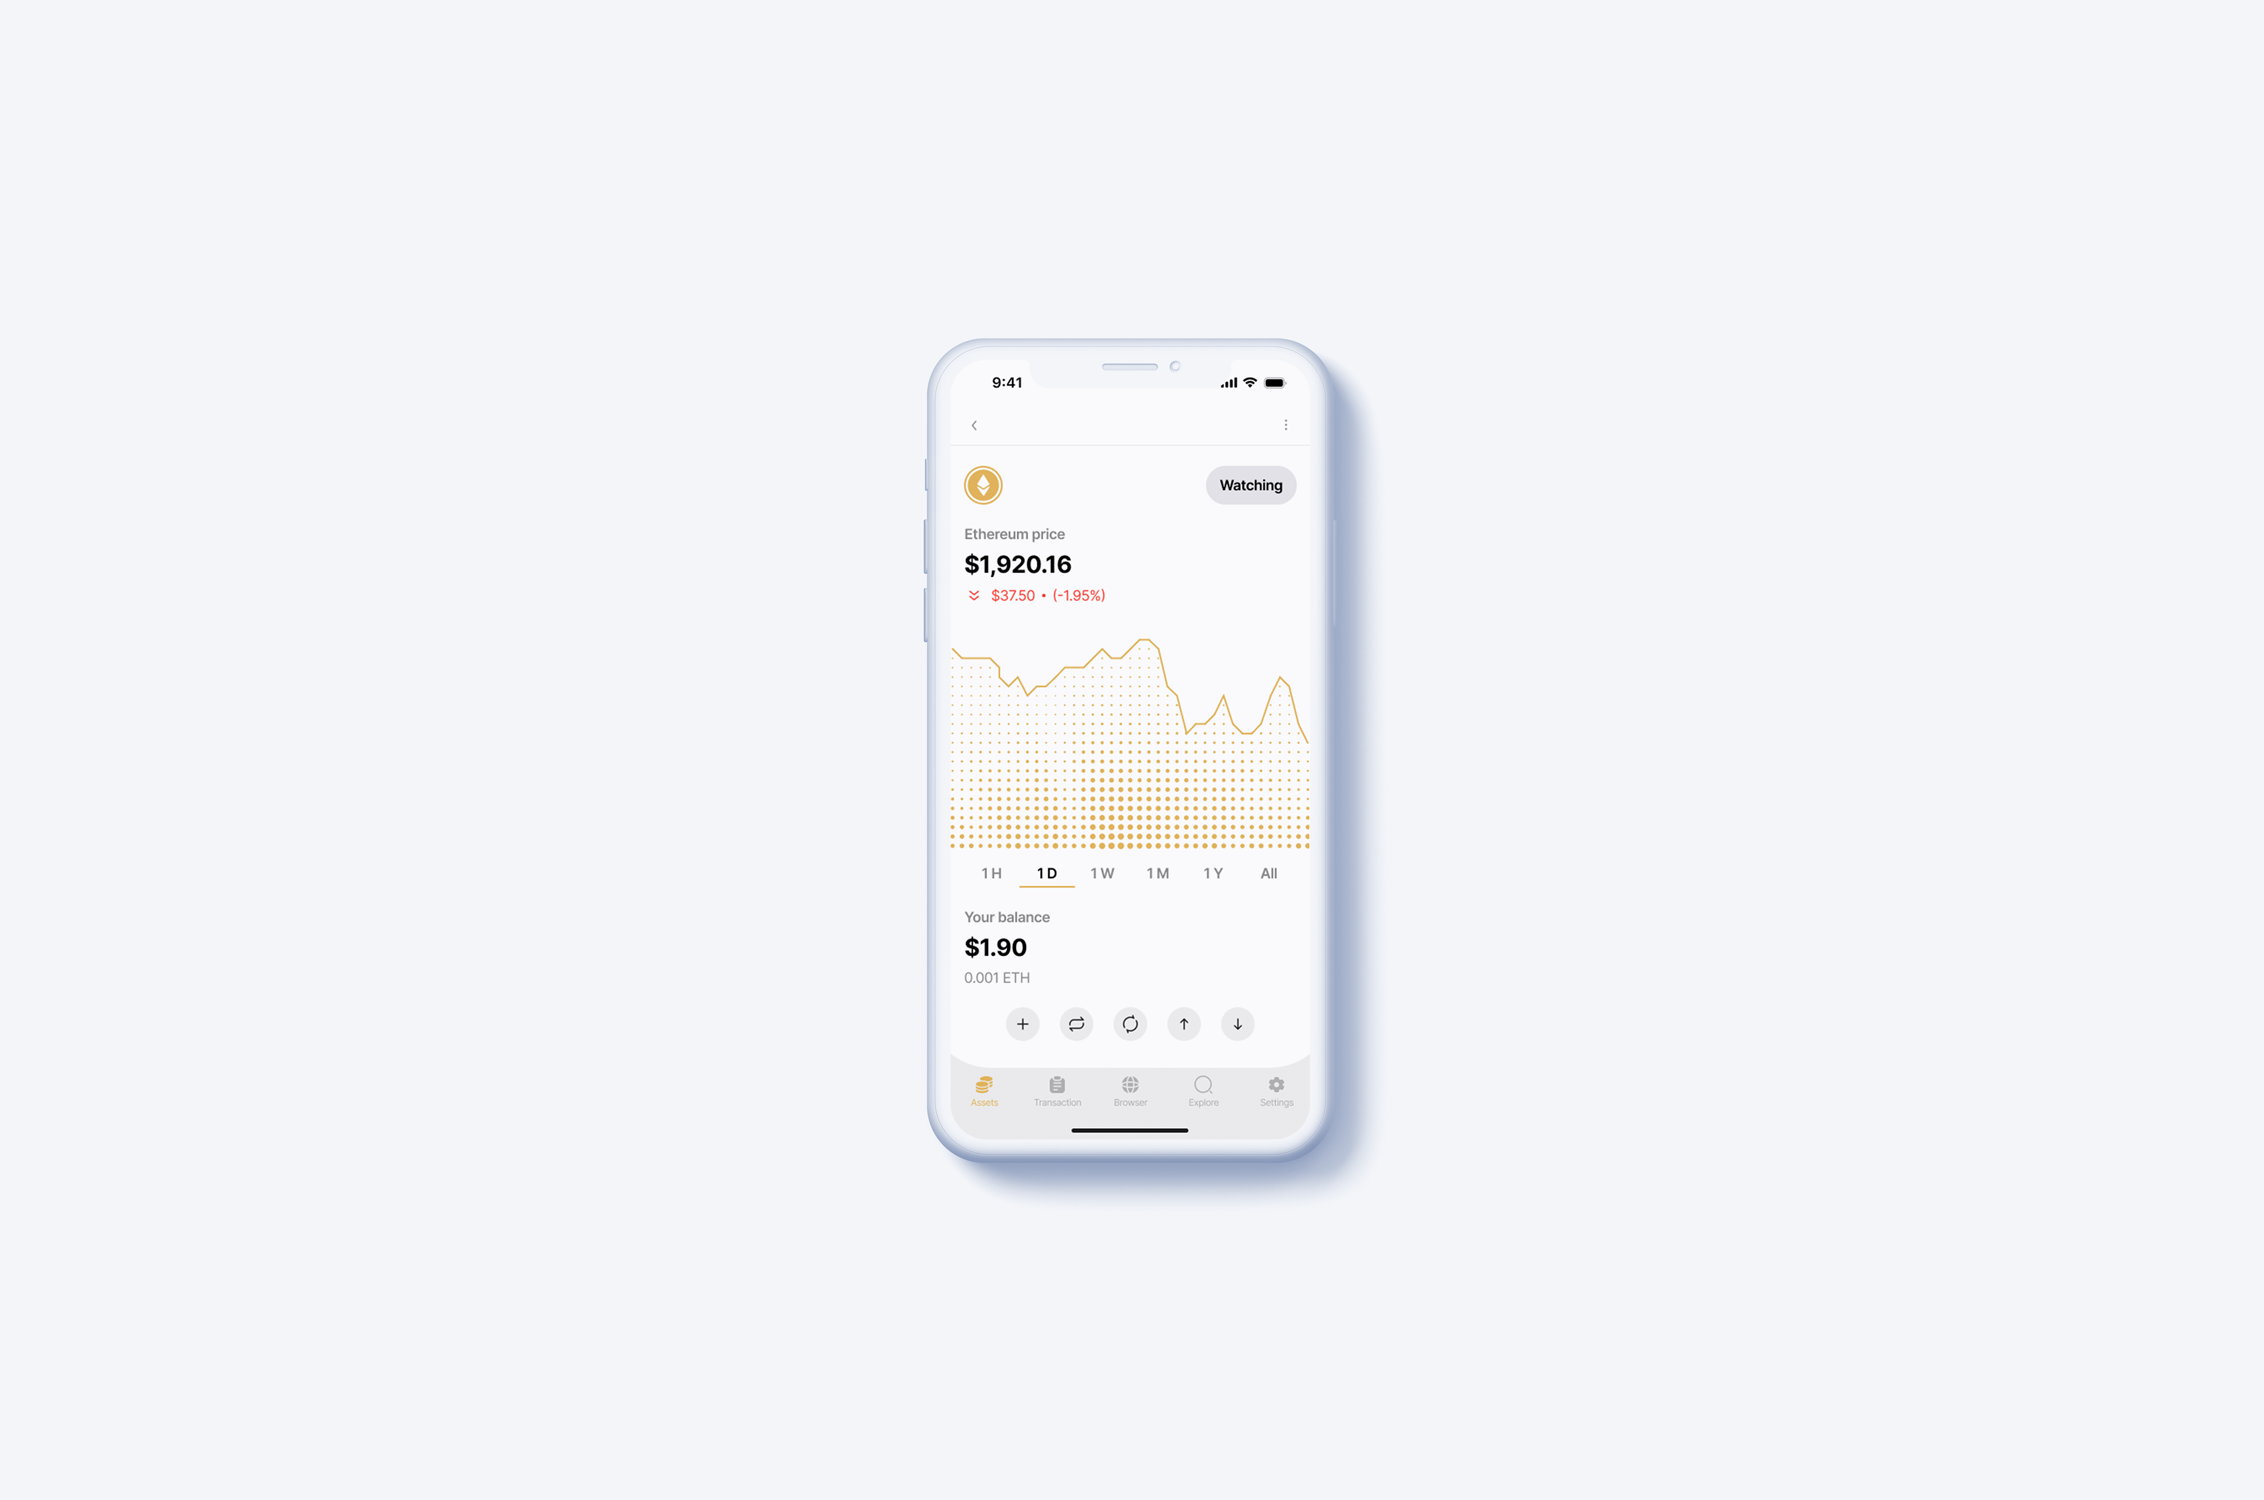 9:41
Watching
Ethereum price
$1,920.16
$37.50 • (-1.95%)
1 H 1 D 1 W 1 M 1 Y All
Your balance
$1.90
0.001 ETH
Assets Transaction Browser Explore Settings